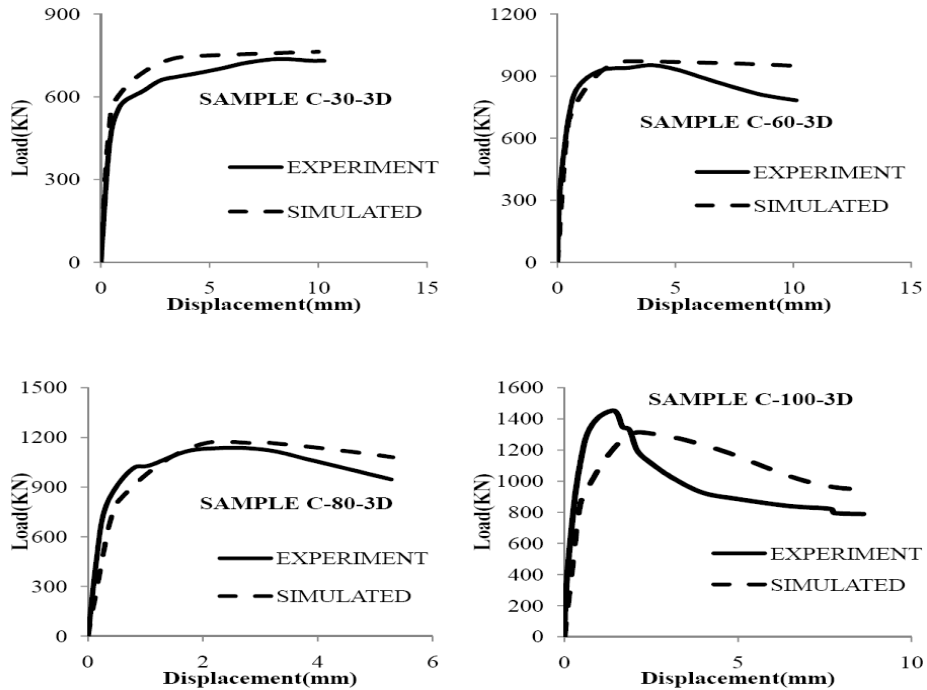 900
600
300
0
Load(KN)
SAMPLE C-30-3D
EXPERIMENT
SIMULATED
0 5 10 15
Displacement(mm)
1200
900
600
300
0
Load(KN)
SAMPLE C-60-3D
EXPERIMENT
SIMULATED
0 5 10 15
Displacement(mm)
1500
1200
900
600
300
0
Load(KN)
SAMPLE C-80-3D
EXPERIMENT
SIMULATED
0 2 4 6
Displacement(mm)
1600
1400
1200
1000
800
600
400
200
0
Load(KN)
SAMPLE C-100-3D
EXPERIMENT
SIMULATED
0 5 10
Displacement(mm)